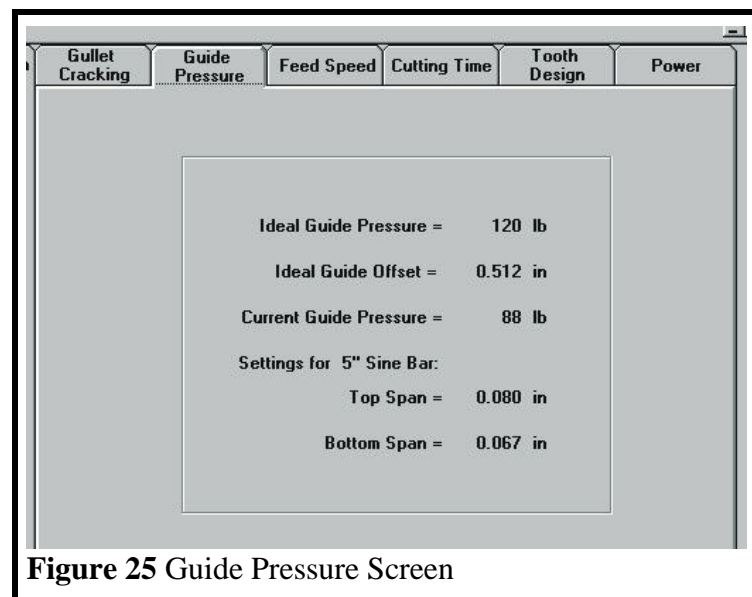 Gullet Cracking
Guide Pressure
Feed Speed
Cutting Time
Tooth Design
Power
Ideal Guide Pressure = 120 lb
Ideal Guide Offset = 0.512 in
Current Guide Pressure = 88 lb
Settings for 5" Sine Bar:
Top Span = 0.080 in
Bottom Span = 0.067 in
Figure 25 Guide Pressure Screen